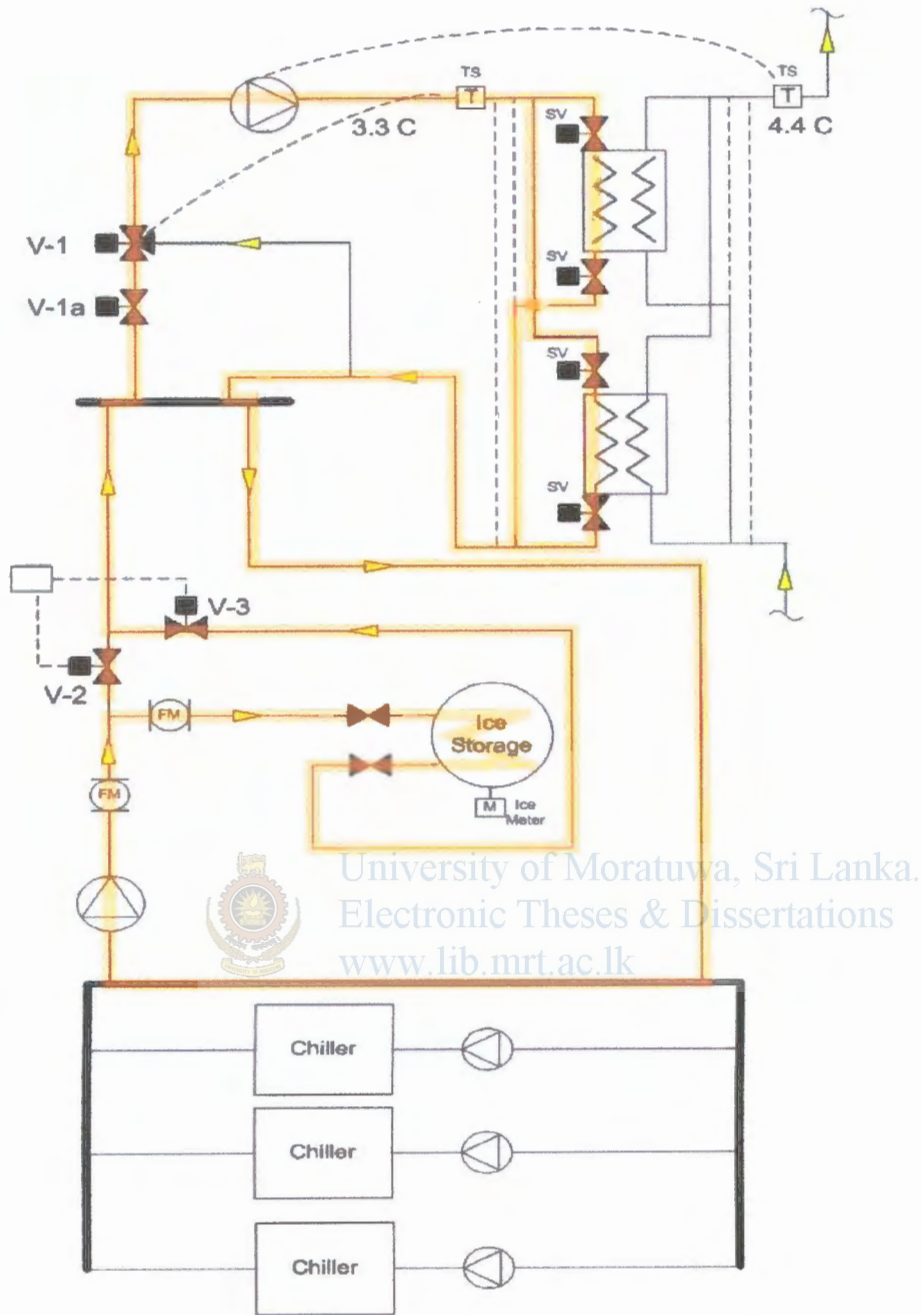 TS
TS
T
T
3.3 C
4.4 C
SV
V-1
SV
V-1a
SV
SV
V-3
V-2
FM
Ice
Storage
FM
M
Ice
Meter
University of Moratuwa, Sri Lanka.
Electronic Theses & Dissertations
www.lib.mrt.ac.lk
Chiller
Chiller
Chiller